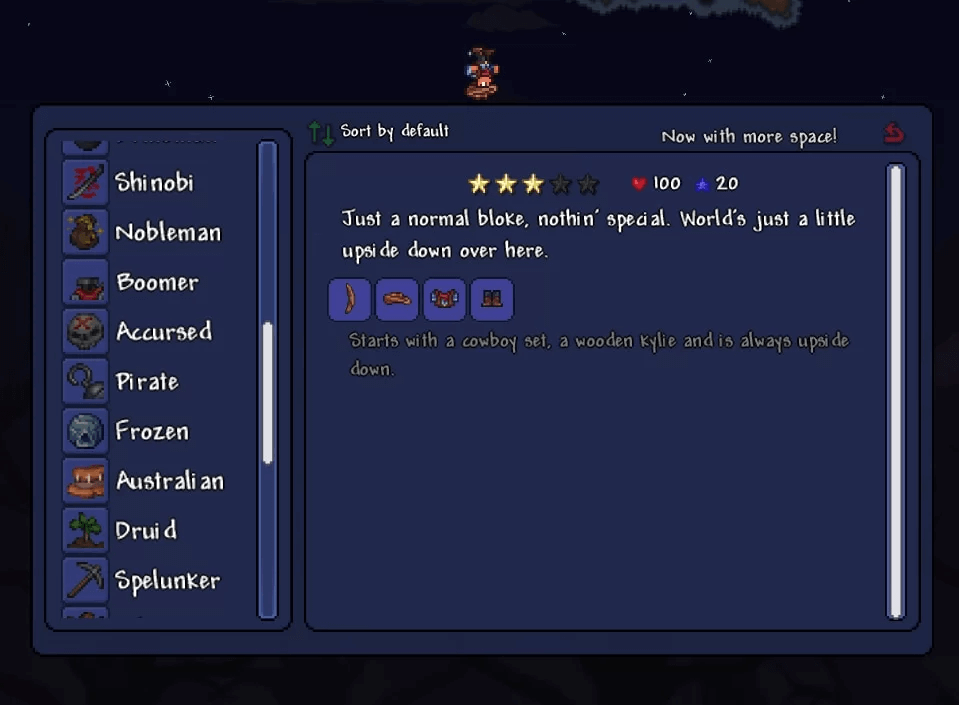 Sort by default
Now with more space!
Shinobi
Nobleman
Boomer
Accursed
Pirate
Frozen
Australian
Druid
Spelunker
100 20
Just a normal bloke, nothin' special. World's just a little
upside down over here.
Starts with a cowboy set, a wooden kylie and is always upside
down.